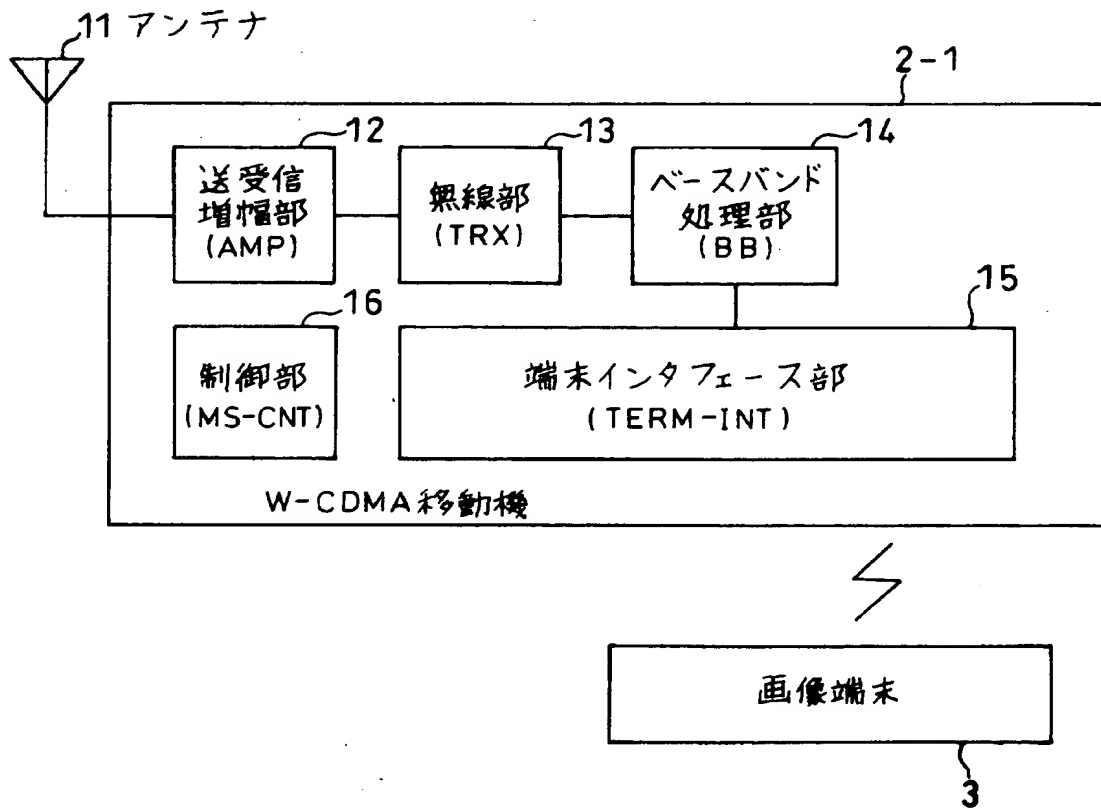 11 アンテナ
2-1
12
13
14
送受信
増幅部
(AMP)
無線部
(TRX)
ベースバンド
処理部
(BB)
15
16
制御部
(MS-CNT)
端末インタフェース部
(TERM-INT)
W-CDMA移動機
画像端末
3